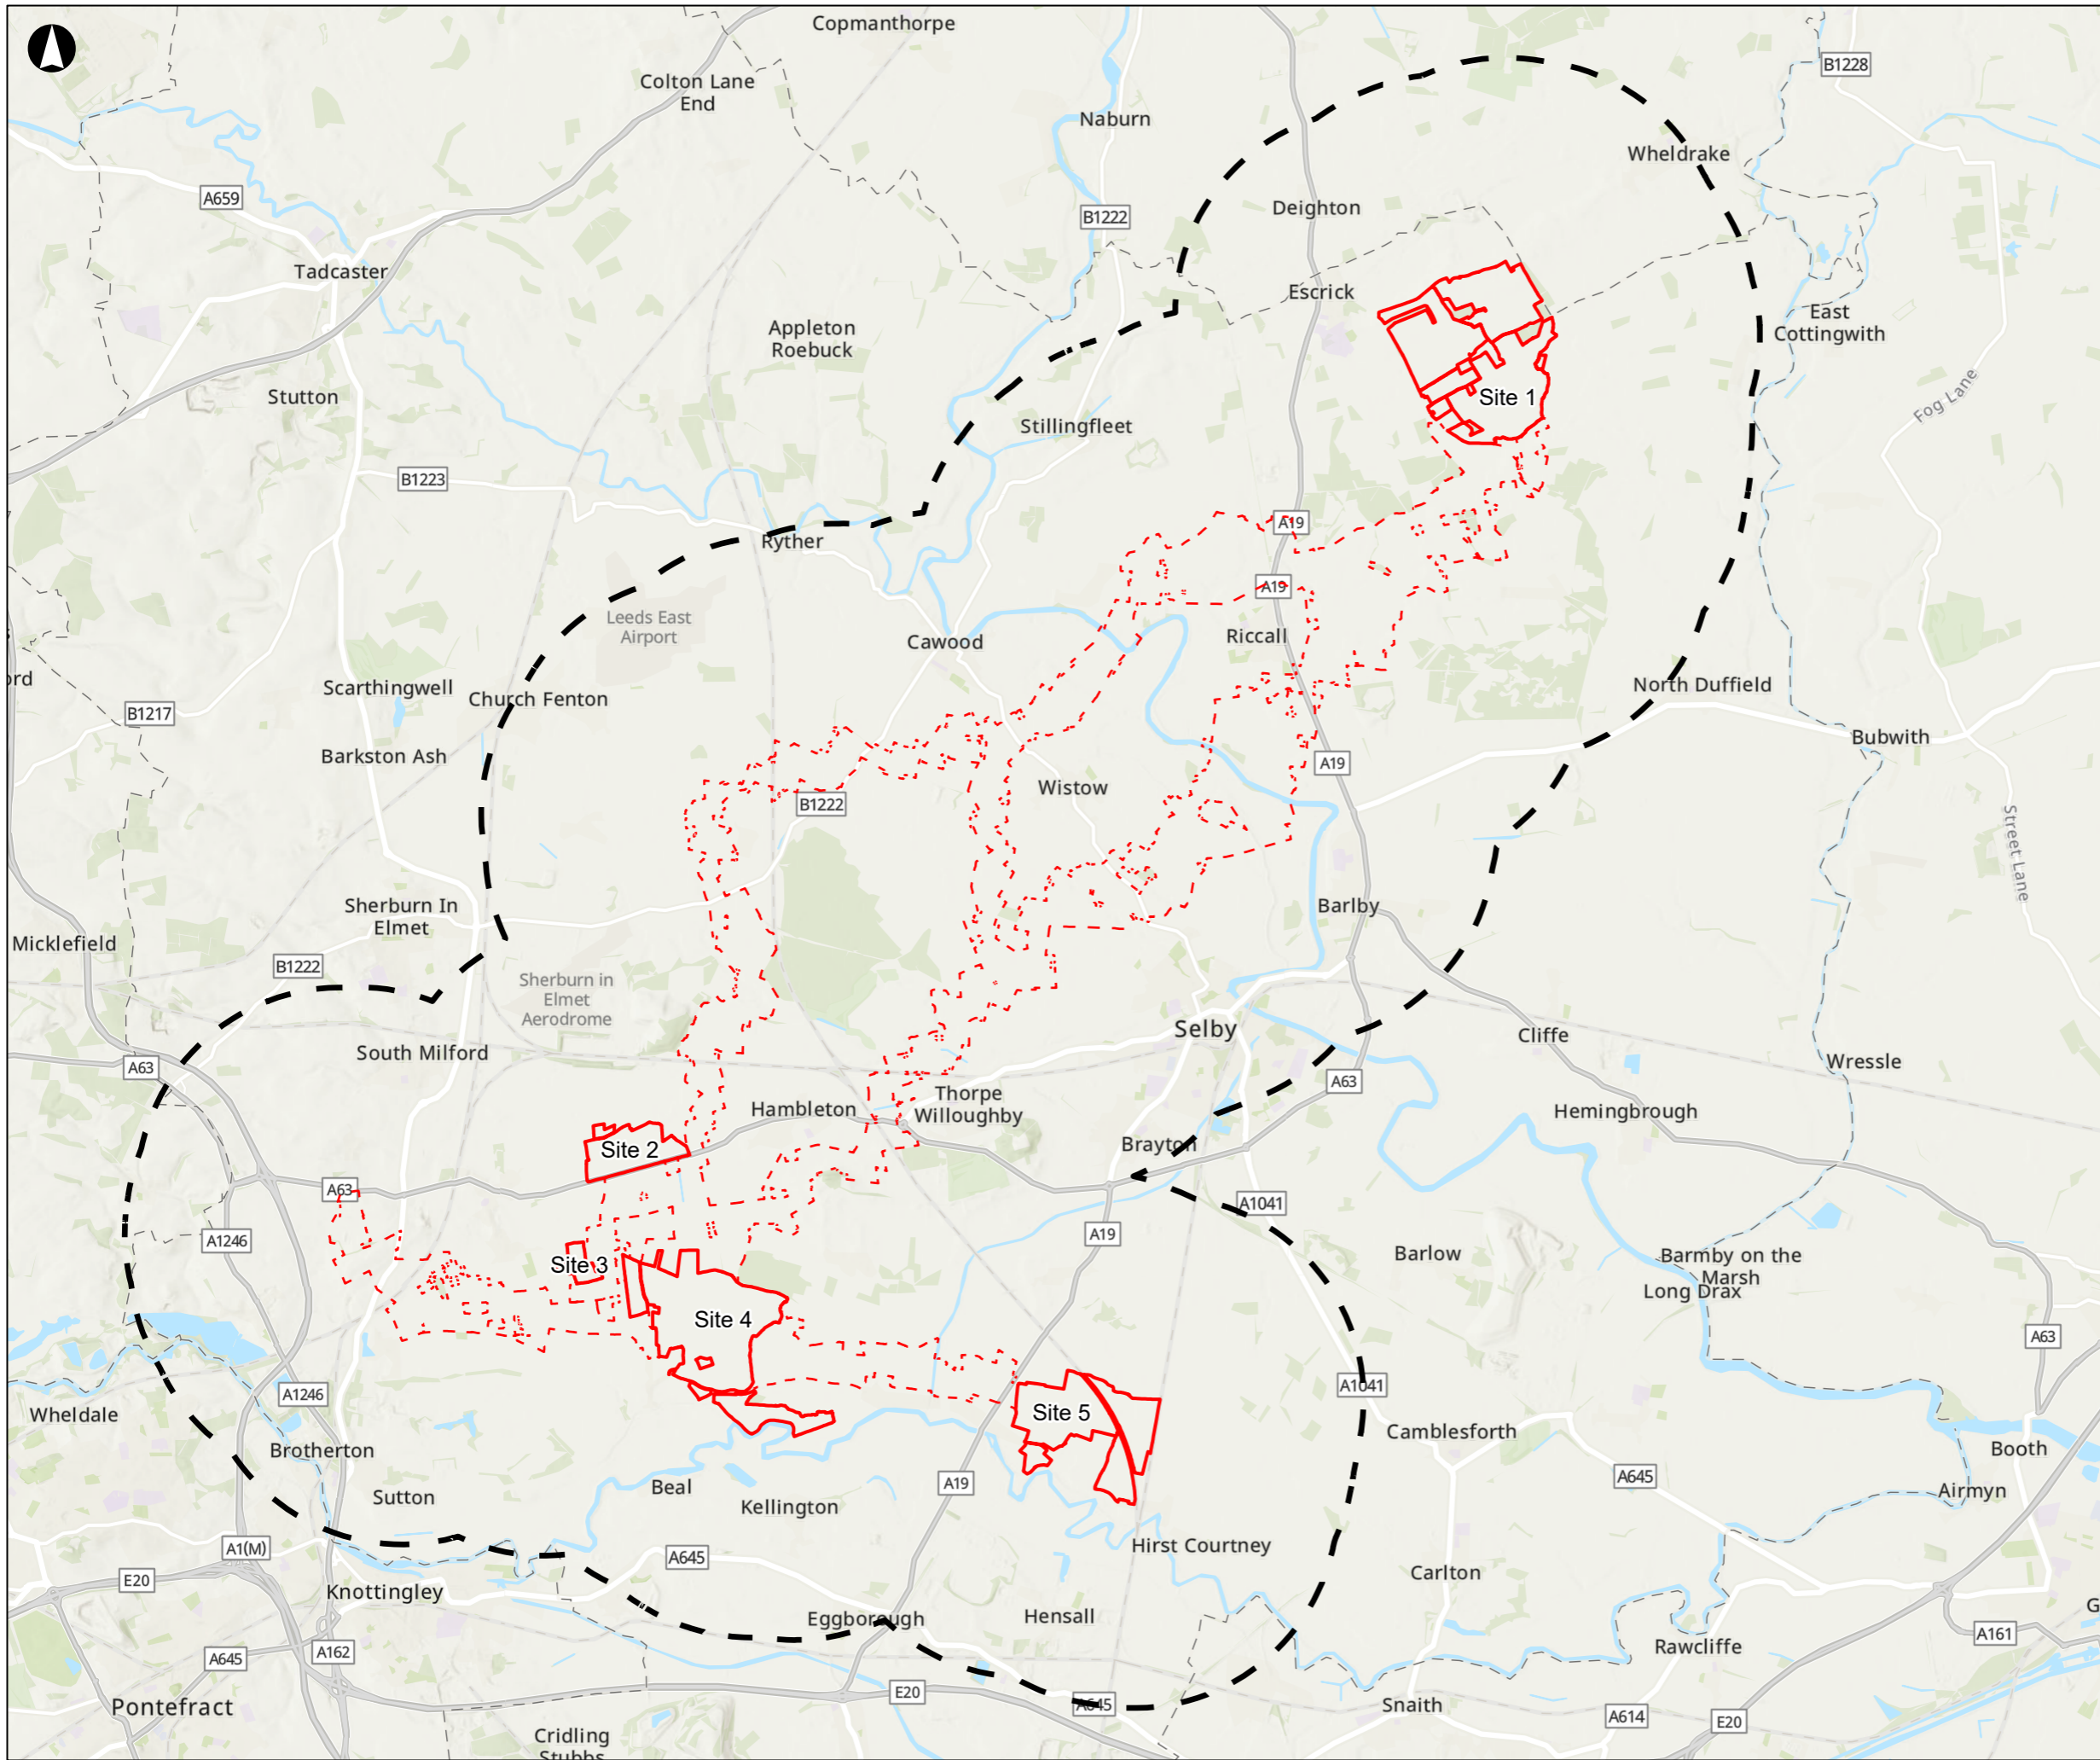 Copmanthorpe
B1228
Colton Lane
End
Naburn
Wheldrake
A659
Deighton
B1222
Tadcaster
Escrick
East
Cottingwith
Appleton
Roebuck
Stutton
Site 1
Fog Lane
Stillingfleet
B1223
A19
Ryther
A19
Leeds East
Airport
Riccall
Cawood
ord
Scarthingwell
Church Fenton
North Duffield
B1217
Bubwith
Barkston Ash
A19
Wistow
B1222
Street Lane
Sherburn In
Elmet
Barlby
Micklefield
B1222
Sherburn in
Elmet
Aerodrome
Selby
Cliffe
South Milford
A63
Wressle
A63
Thorpe
Willoughby
Hambleton
Hemingbrough
Site 2
Brayton
A63
A1041
A1246
A19
Barlow
Barmby on the
Marsh
Site 3
Long Drax
Site 4
A63
A1246
A1041
Wheldale
Site 5
Camblesforth
Brotherton
Booth
A645
Beal
A19
Airmyn
Sutton
Kellington
A1(M)
Hirst Courtney
A645
E20
Carlton
Knottingley
Eggborough
Hensall
G
A161
A162
A645
Rawcliffe
E20
A645
Snaith
Pontefract
A614
E20
Cridling
Stubbs